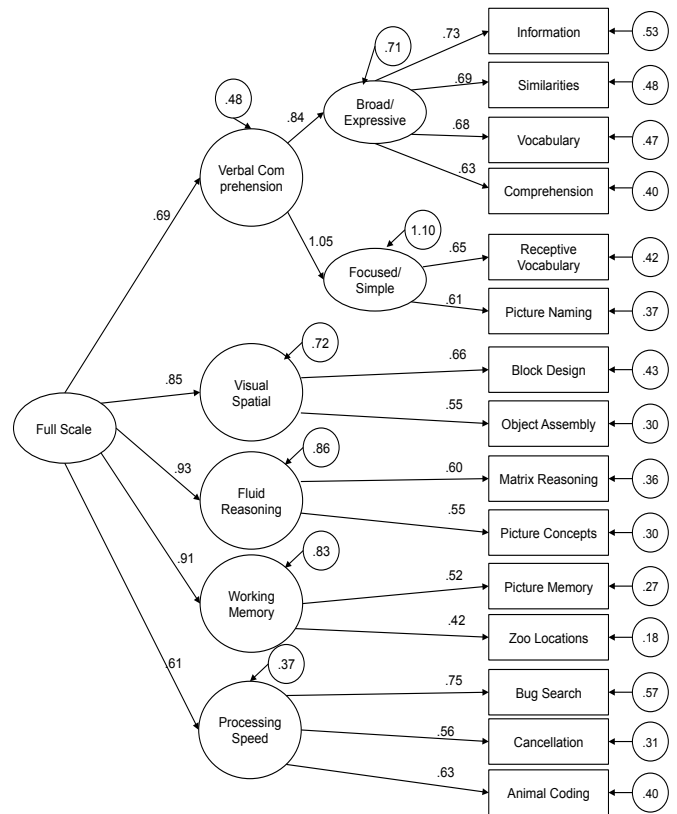 .73
Information
.53
.71
.69
Similarities
.48
.48
.84
Broad/
Expressive
.68
Vocabulary
.47
Verbal Com
prehension
.63
Comprehension
.40
.69
1.05
1.10
.65
Receptive
Vocabulary
.42
Focused/
Simple
.61
Picture Naming
.37
.72
.66
Block Design
.43
.85
Visual
Spatial
.55
Object Assembly
.30
Full Scale
.86
.60
Matrix Reasoning
.36
.93
Fluid
Reasoning
.55
Picture Concepts
.30
.83
.91
.52
Picture Memory
.27
Working
Memory
.42
Zoo Locations
.18
.61
.37
.75
Bug Search
.57
Processing
Speed
.56
Cancellation
.31
.63
Animal Coding
.40